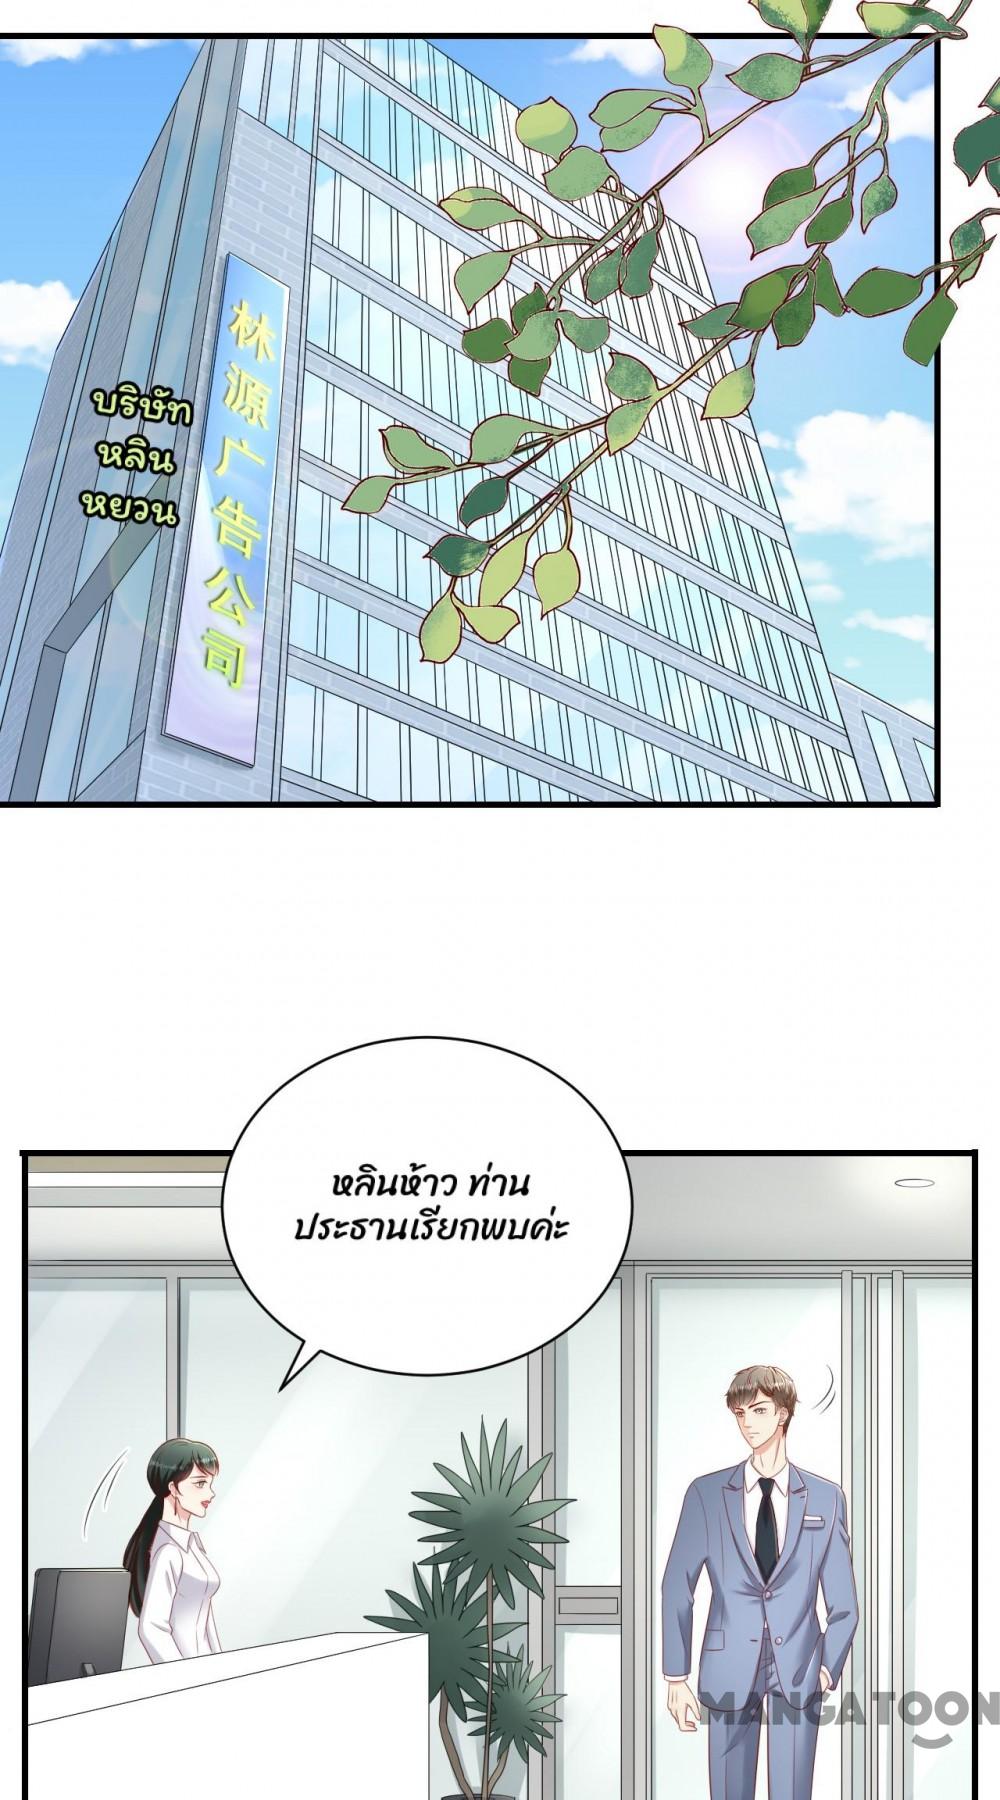 林源广告公司
บริษัท
หลิน
หยวน
หลินห้าว ท่าน
ประธานเรียกพบค่ะ
MANGATOON